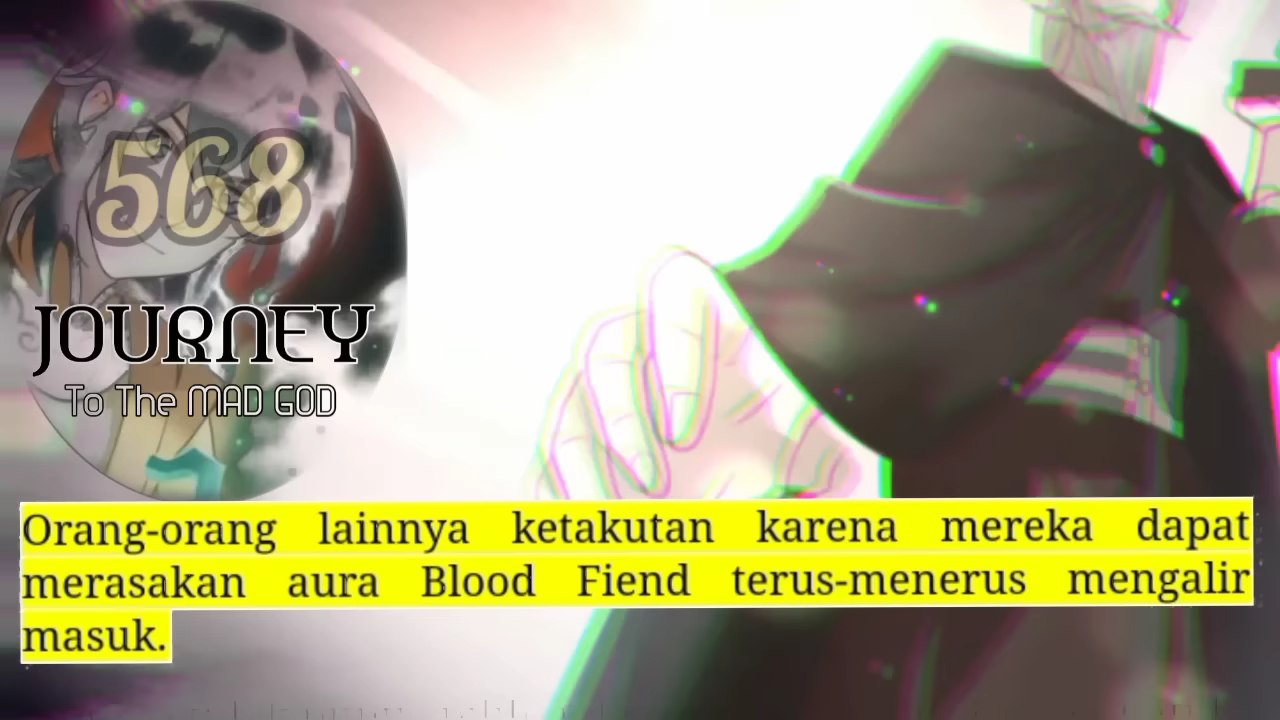 568
JOURNEY
To The MAD GOD
Orang-orang lainnya ketakutan karena mereka dapat
merasakan aura Blood Fiend terus-menerus mengalir
masuk.